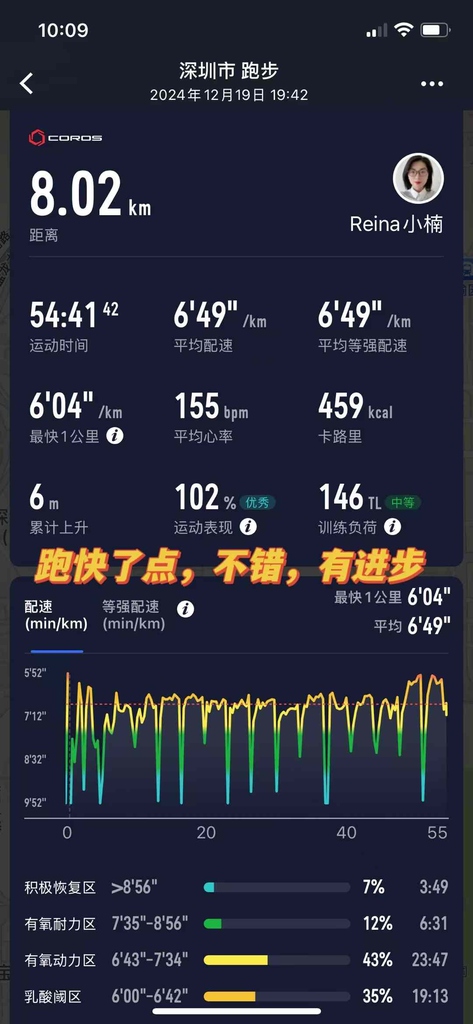 10:09
深圳市 跑步
2024年12月19日 19:42
COROS
8.02 km
距离
Reina小楠
54:41 42
运动时间
6'49" /km
平均配速
6'49" /km
平均等强配速
6'04" /km
最快1公里
155 bpm
平均心率
459 kcal
卡路里
6 m
累计上升
102 % 优秀
运动表现
146 TL 中等
训练负荷
跑快了点，不错，有进步
配速
(min/km)
等强配速
(min/km)
最快1公里 6'04"
平均 6'49"
5'52"
7'12"
8'32"
9'52"
0 20 40 55
积极恢复区 >8'56" 7% 3:49
有氧耐力区 7'35"-8'56" 12% 6:31
有氧动力区 6'43"-7'34" 43% 23:47
乳酸阈区 6'00"-6'42" 35% 19:13